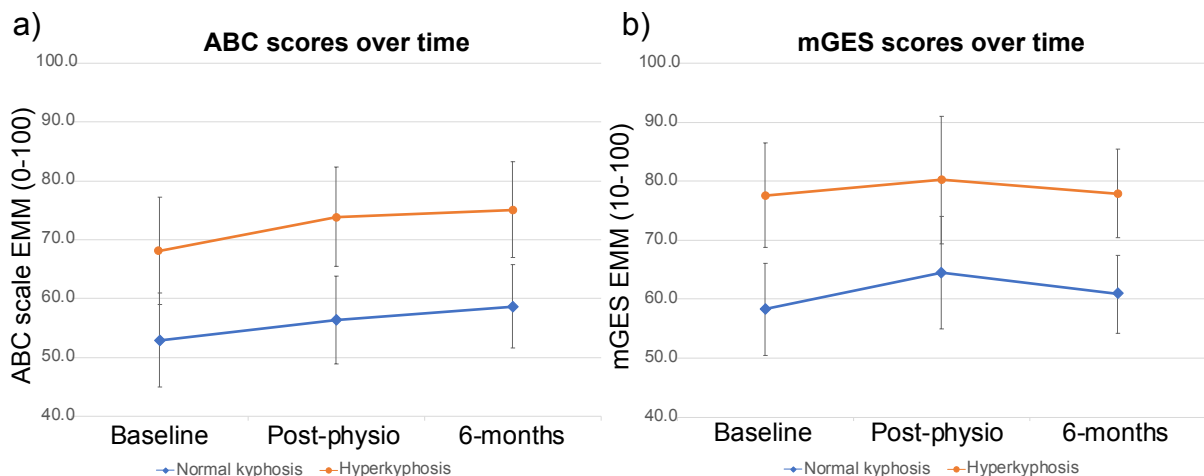 a)
ABC scores over time
ABC scale EMM (0-100)
100.0
90.0
80.0
70.0
60.0
50.0
40.0
Baseline Post-physio 6-months
Normal kyphosis Hyperkyphosis
b)
mGES scores over time
mGES EMM (10-100)
100.0
90.0
80.0
70.0
60.0
50.0
40.0
Baseline Post-physio 6-months
Normal kyphosis Hyperkyphosis